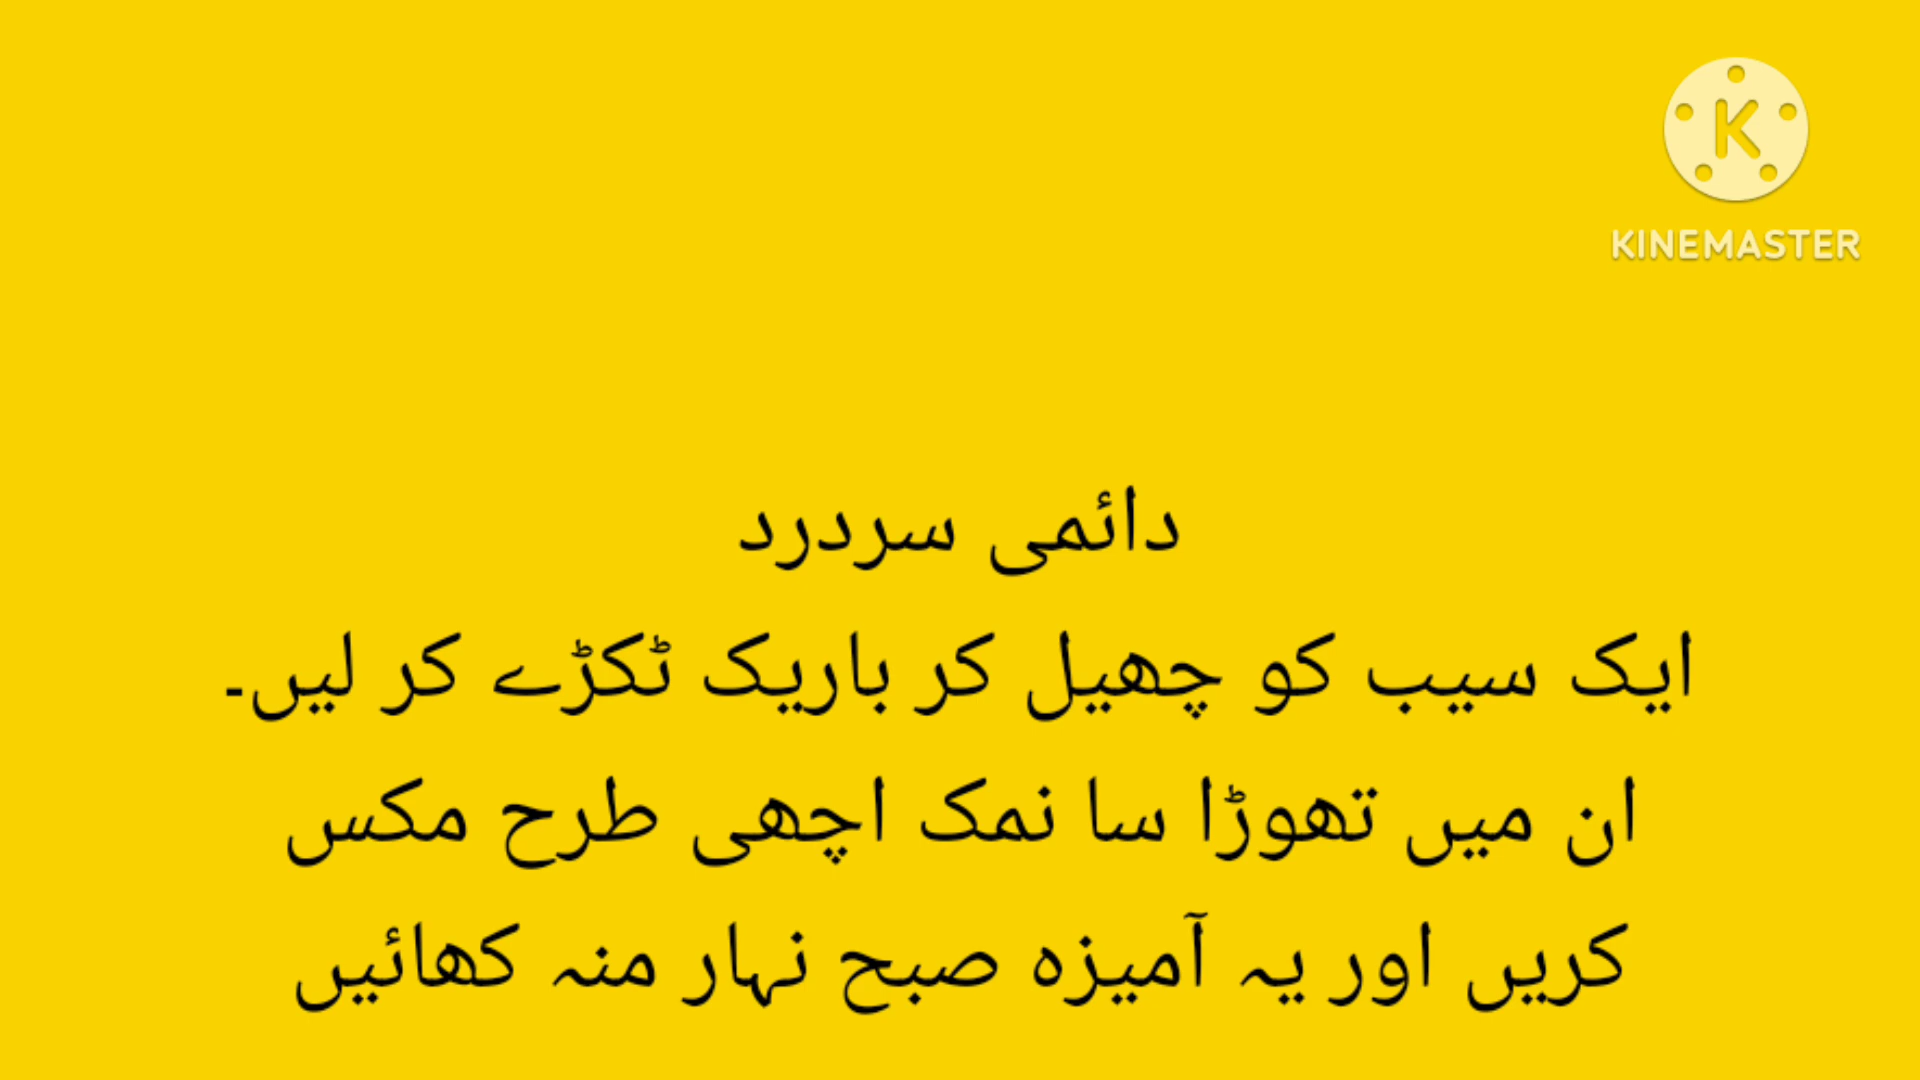 KINEMASTER
دائمی سردرد
ایک سیب کو چھیل کر باریک ٹکڑے کر لیں۔
ان میں تھوڑا سا نمک اچھی طرح مکس
کریں اور یہ آمیزہ صبح نہار منہ کھائیں